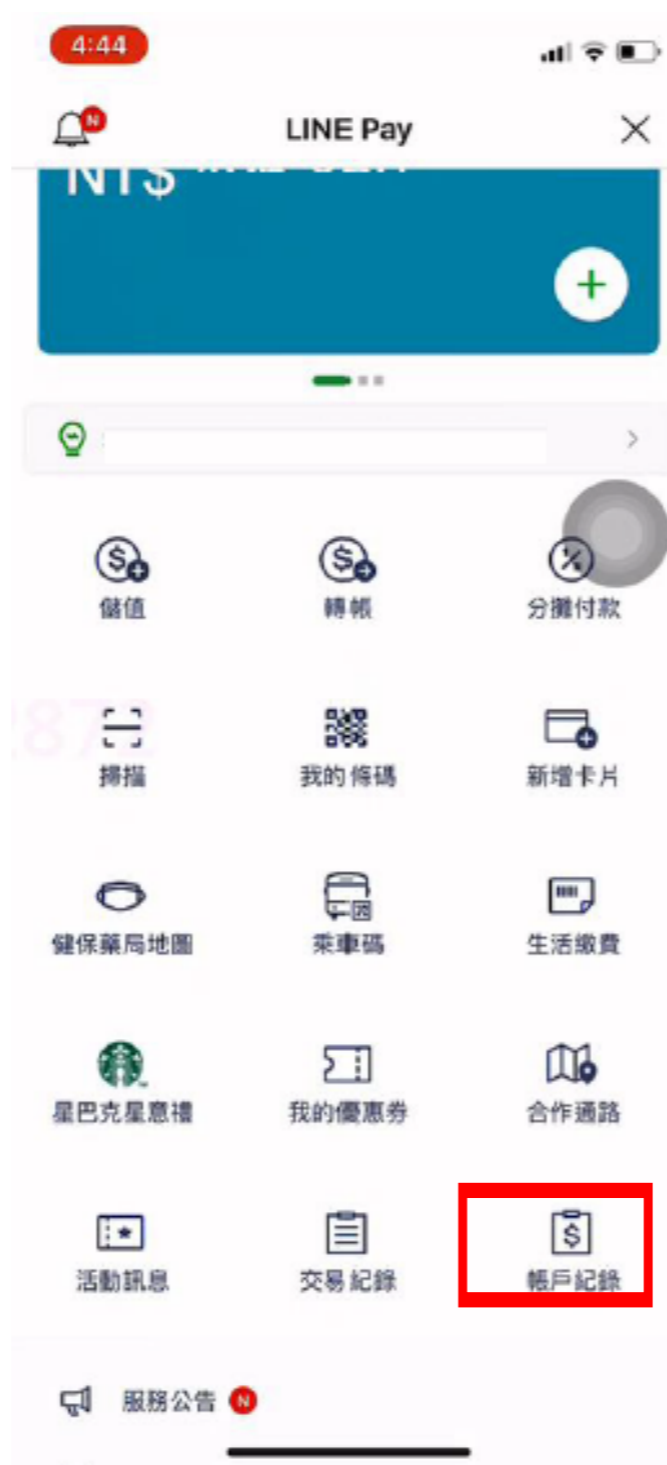 4:44
N
LINE Pay
NT$
儲值
轉帳
分攤付款
掃描
我的條碼
新增卡片
健保藥局地圖
乘車碼
生活繳費
星巴克星意禮
我的優惠券
合作通路
活動訊息
交易紀錄
帳戶紀錄
服務公告 N